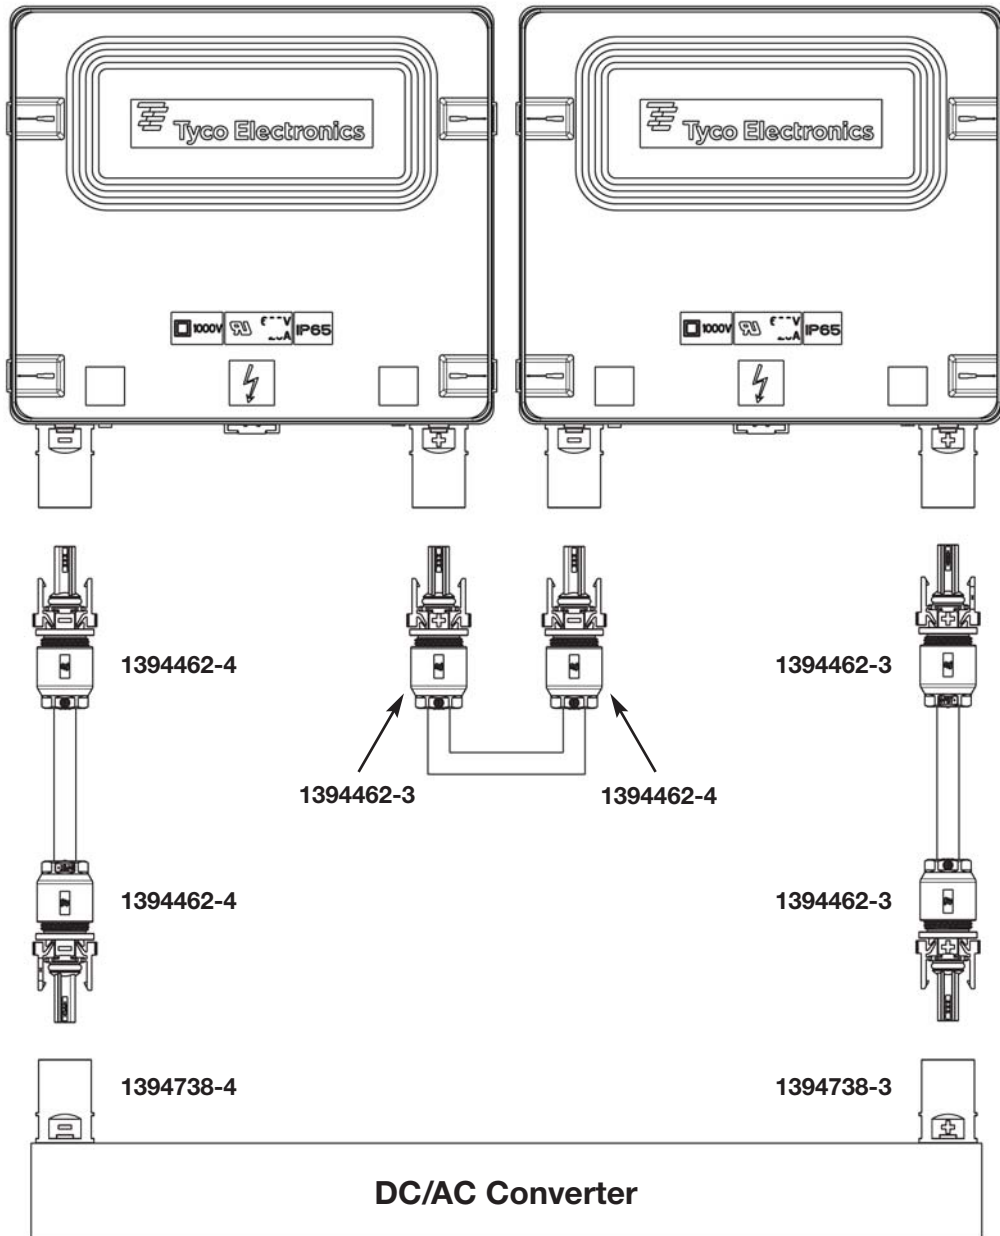 Tyco Electronics
Tyco Electronics
1000V
IP65
1000V
IP65
- + - +
1394462-4
1394462-3
1394462-3
1394462-4
1394462-4
1394462-3
1394738-4
1394738-3
DC/AC Converter